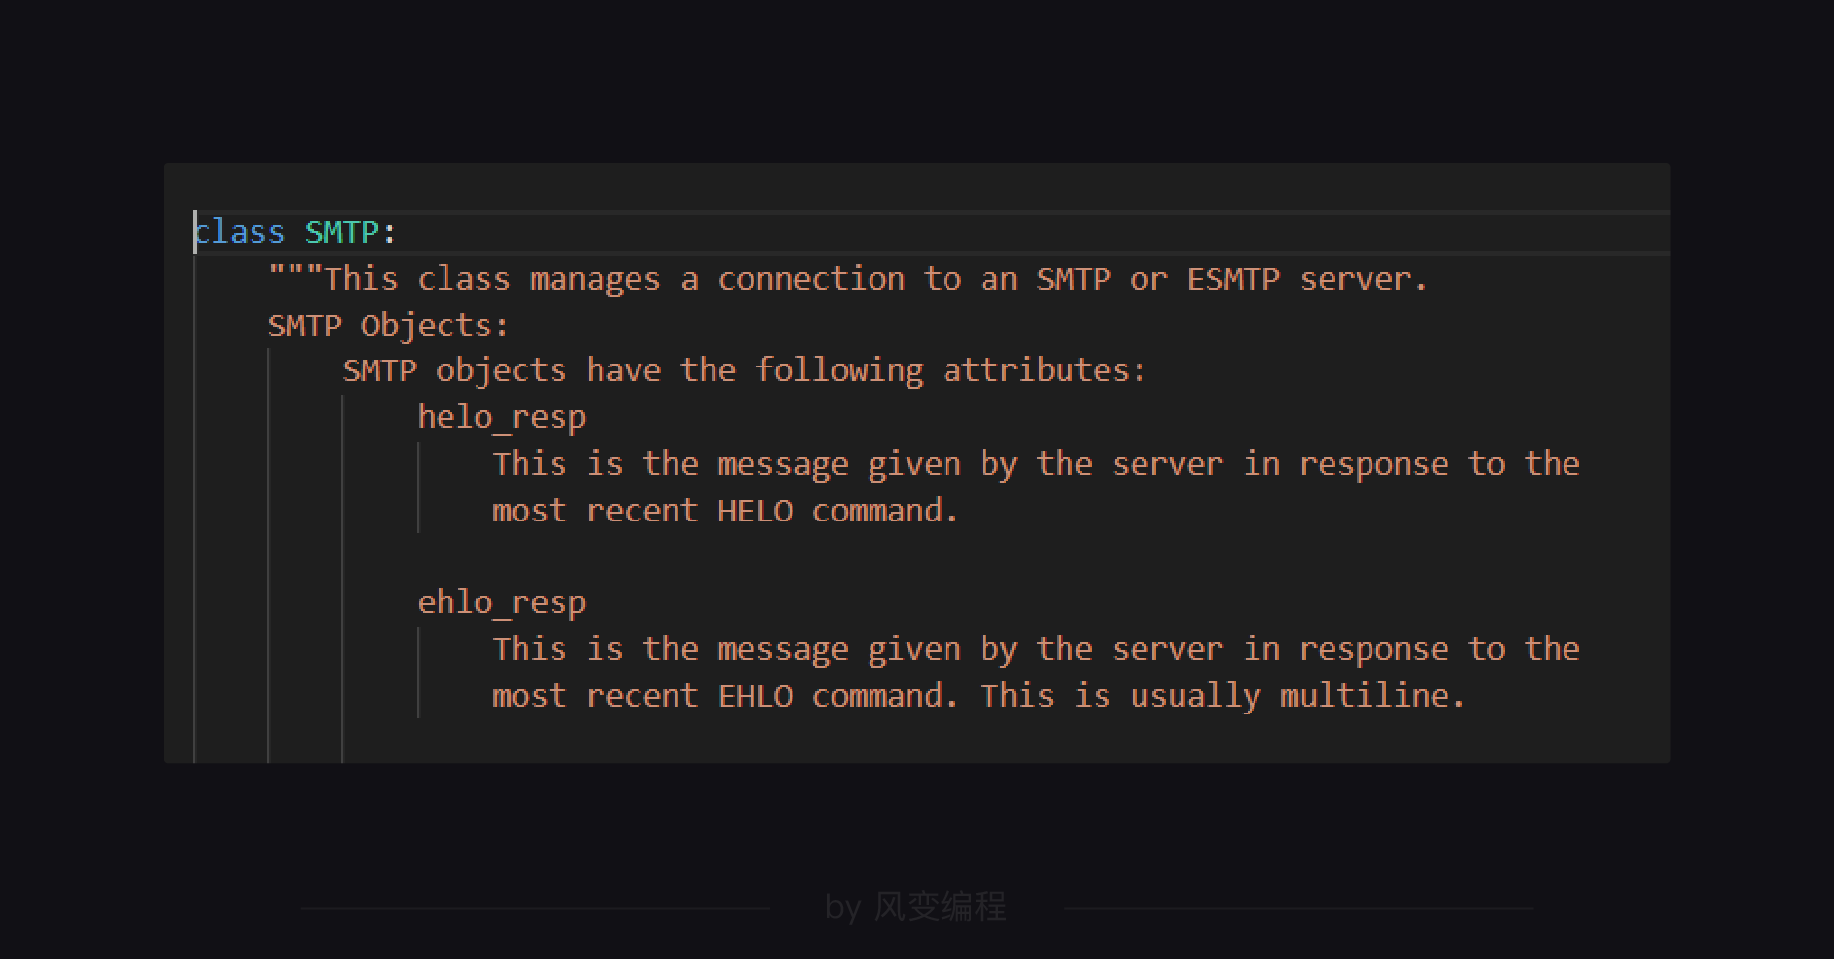 class SMTP:
"""This class manages a connection to an SMTP or ESMTP server.
SMTP Objects:
SMTP objects have the following attributes:
helo_resp
This is the message given by the server in response to the
most recent HELO command.
ehlo_resp
This is the message given by the server in response to the
most recent EHLO command. This is usually multiline.
by 风变编程